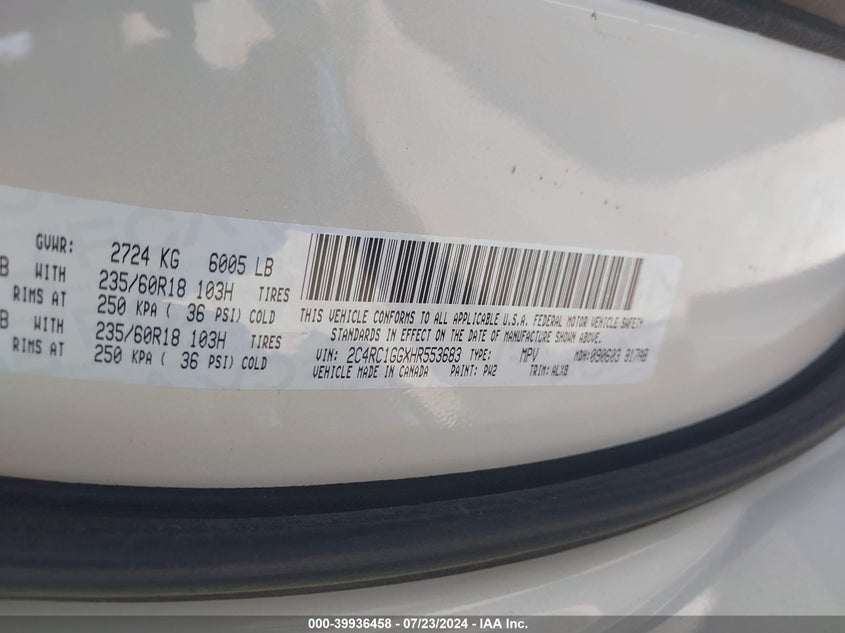 GVWR: 2724 KG 6005 LB
B WITH 235/60R18 103H TIRES
RIMS AT 250 KPA ( 36 PSI) COLD
B WITH 235/60R18 103H TIRES
RIMS AT 250 KPA ( 36 PSI) COLD
THIS VEHICLE CONFORMS TO ALL APPLICABLE U.S.A. FEDERAL MOTOR VEHICLE SAFETY
STANDARDS IN EFFECT ON THE DATE OF MANUFACTURE SHOWN ABOVE.
VIN: 2C4RC1GGXHR553683 TYPE: MPV MDH:090603 817AB
VEHICLE MADE IN CANADA PAINT: PW2 TRIM:ALX8
000-39936458 - 07/23/2024 - IAA Inc.